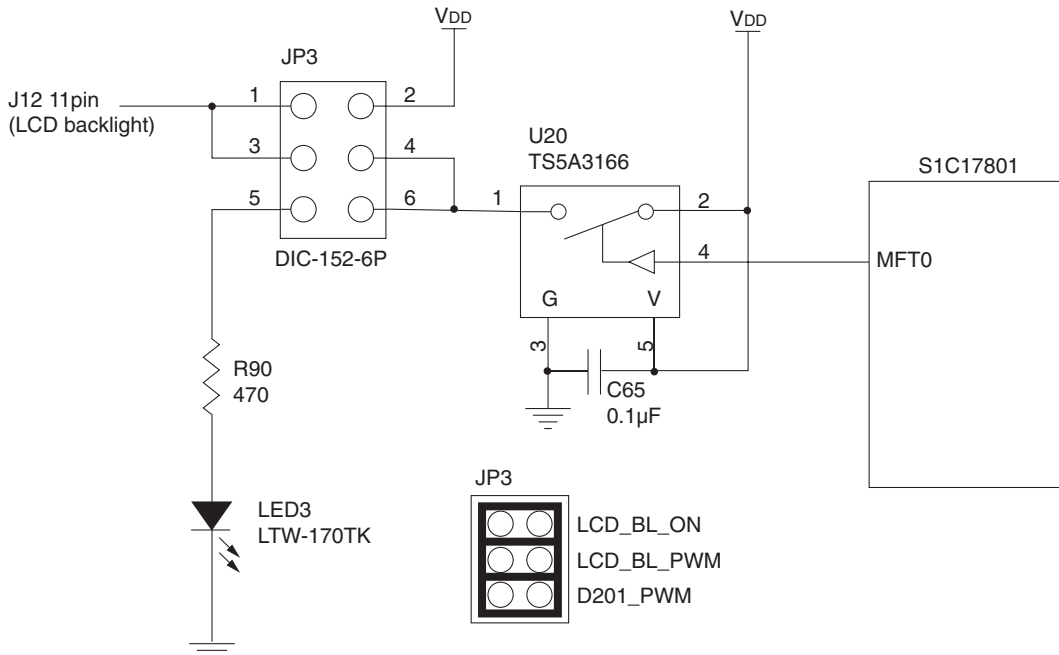 VDD
VDD
JP3
J12 11pin
(LCD backlight)
1
2
3
4
5
6
DIC-152-6P
U20
TS5A3166
1
2
4
G
V
3
5
S1C17801
MFT0
C65
0.1µF
R90
470
LED3
LTW-170TK
JP3
LCD_BL_ON
LCD_BL_PWM
D201_PWM